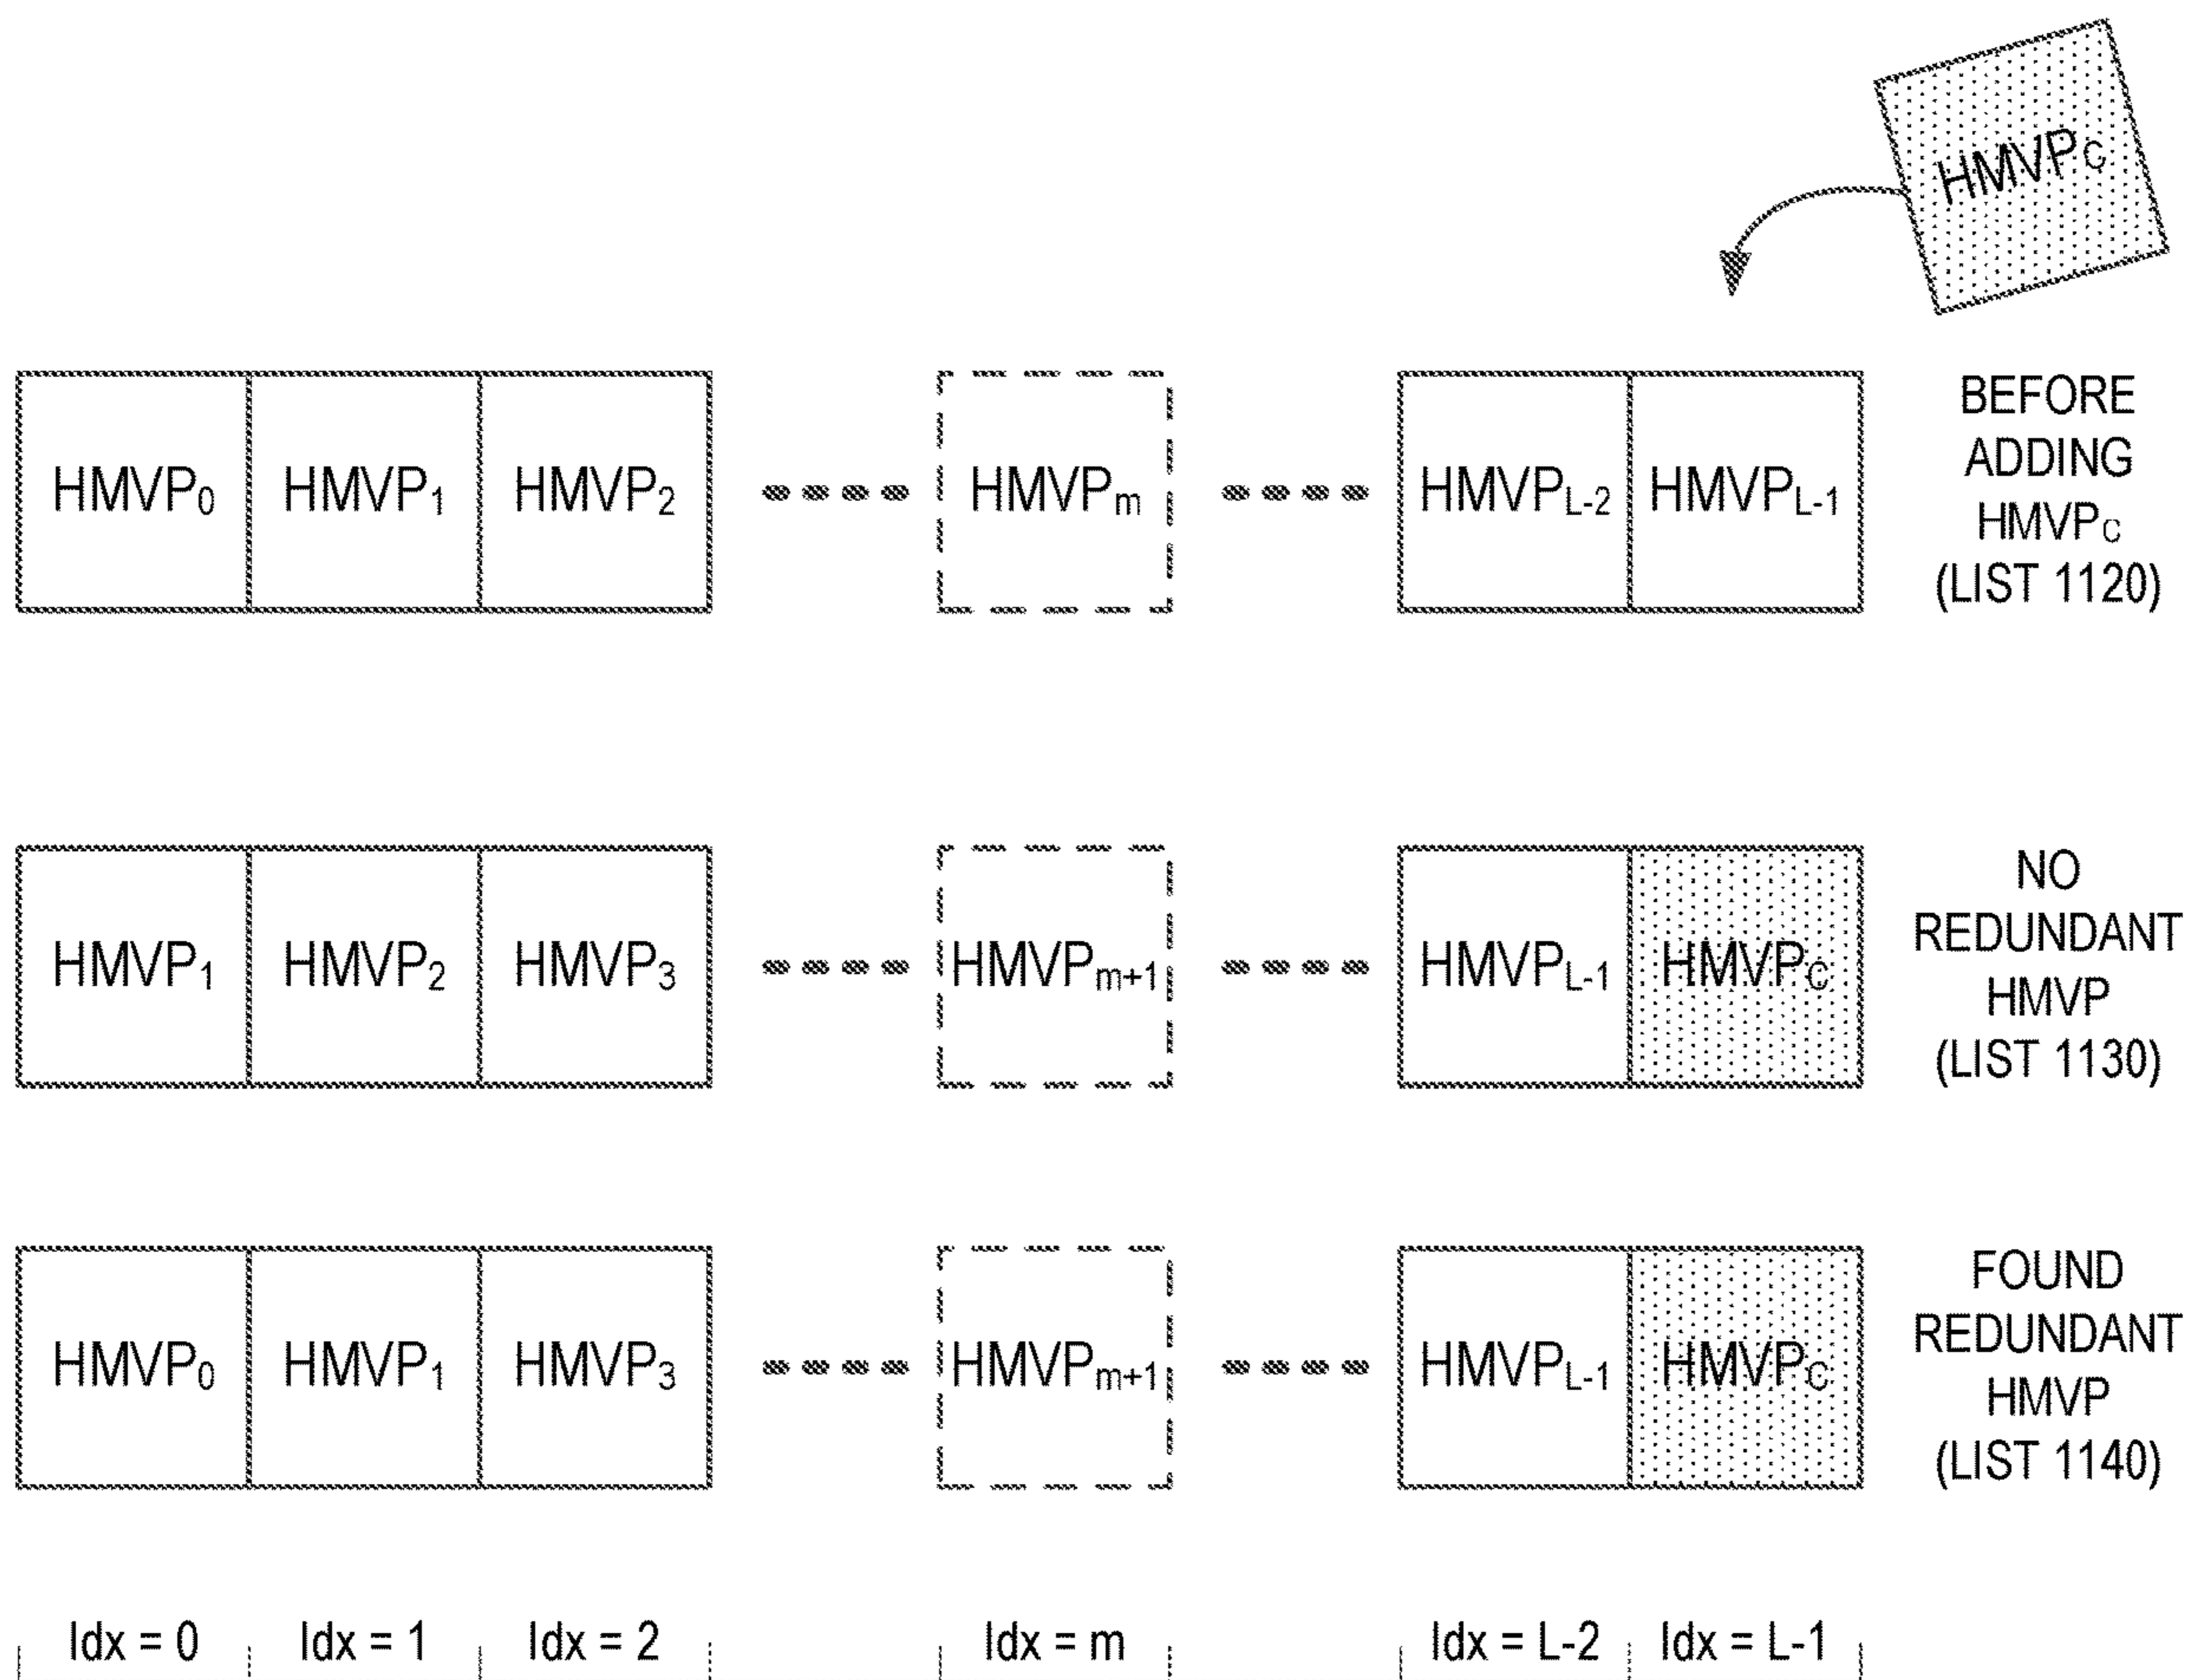 HMVPC
HMVP0 HMVP1 HMVP2 HMVPm HMVPL-2 HMVPL-1
BEFORE
ADDING
HMVPC
(LIST 1120)
HMVP1 HMVP2 HMVP3 HMVPm+1 HMVPL-1 HMVPC
NO
REDUNDANT
HMVP
(LIST 1130)
HMVP0 HMVP1 HMVP3 HMVPm+1 HMVPL-1 HMVPC
FOUND
REDUNDANT
HMVP
(LIST 1140)
Idx = 0 Idx = 1 Idx = 2 Idx = m Idx = L-2 Idx = L-1